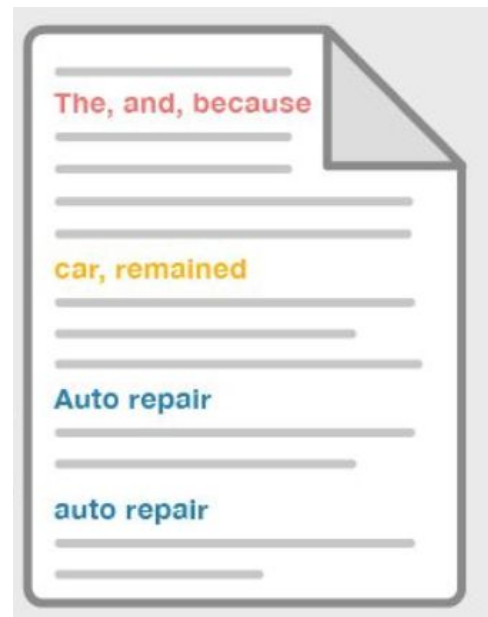 The, and, because
car, remained
Auto repair
auto repair